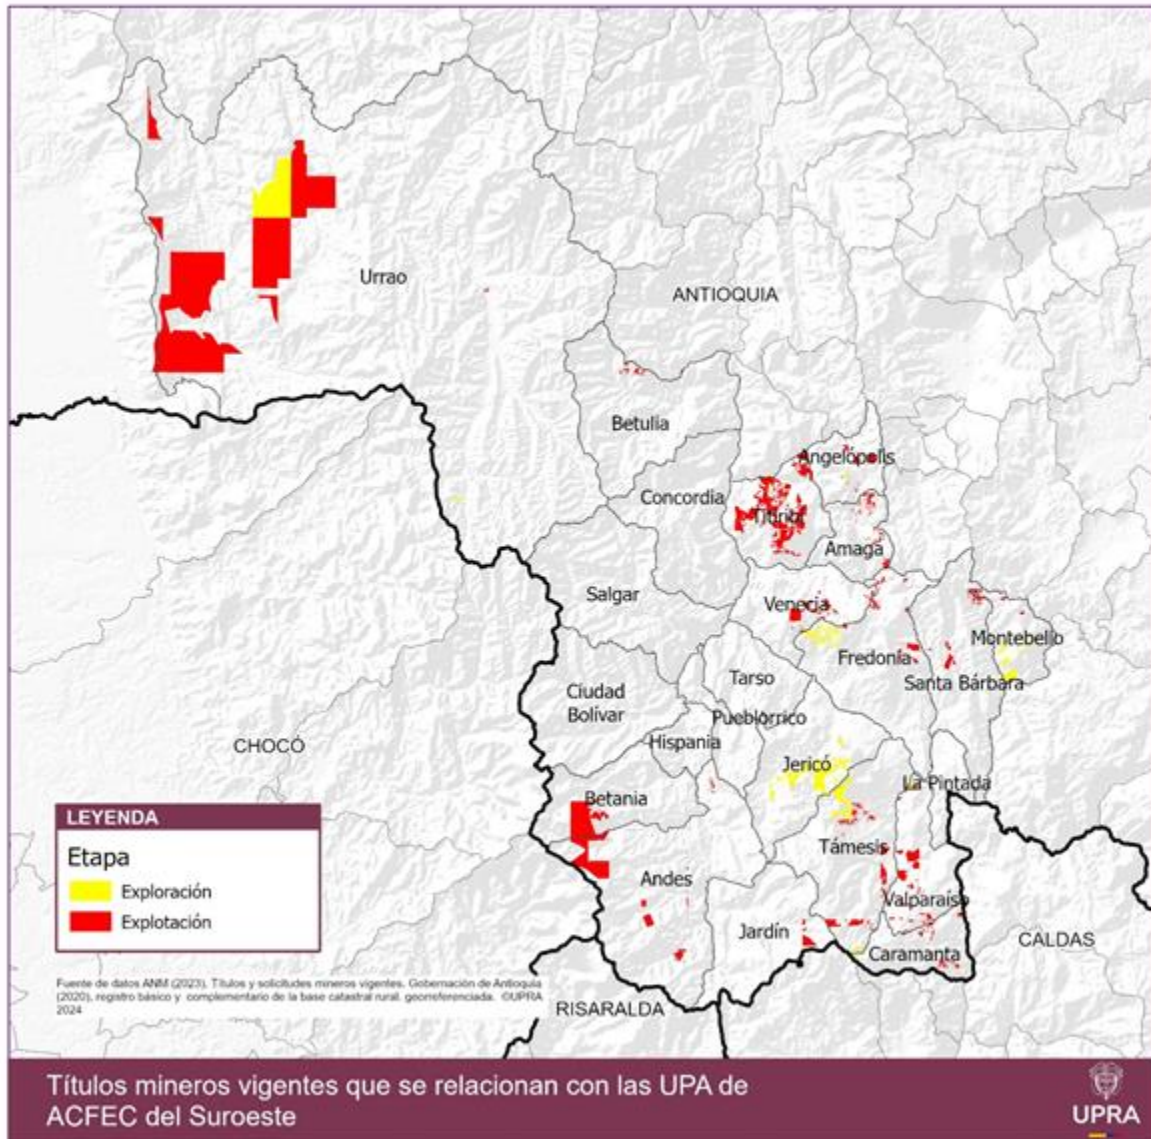 Urrao
ANTIOQUIA
Betulia
Angelópolis
Concordia
Titiribí
Amaga
Salgar
Venecia
Montebello
Fredonia
Santa Bárbara
Tarso
Ciudad
Bolívar
Pueblorrico
Hispania
CHOCÓ
Jericó
La Pintada
Betania
Támesis
Andes
Valparaíso
Jardín
Caramanta
CALDAS
RISARALDA
LEYENDA
Etapa
Exploración
Explotación
Fuente de datos ANM (2023). Títulos y solicitudes mineros vigentes. Gobernación de Antioquia
(2020), registro básico y complementario de la base catastral rural. georreferenciada. ©UPRA
2024
Títulos mineros vigentes que se relacionan con las UPA de
ACFEC del Suroeste
UPRA